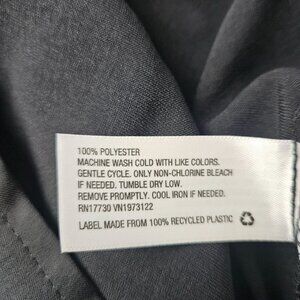 100% POLYESTER
MACHINE WASH COLD WITH LIKE COLORS.
GENTLE CYCLE. ONLY NON-CHLORINE BLEACH
IF NEEDED. TUMBLE DRY LOW.
REMOVE PROMPTLY. COOL IRON IF NEEDED.
RN17730 VN1973122
LABEL MADE FROM 100% RECYCLED PLASTIC